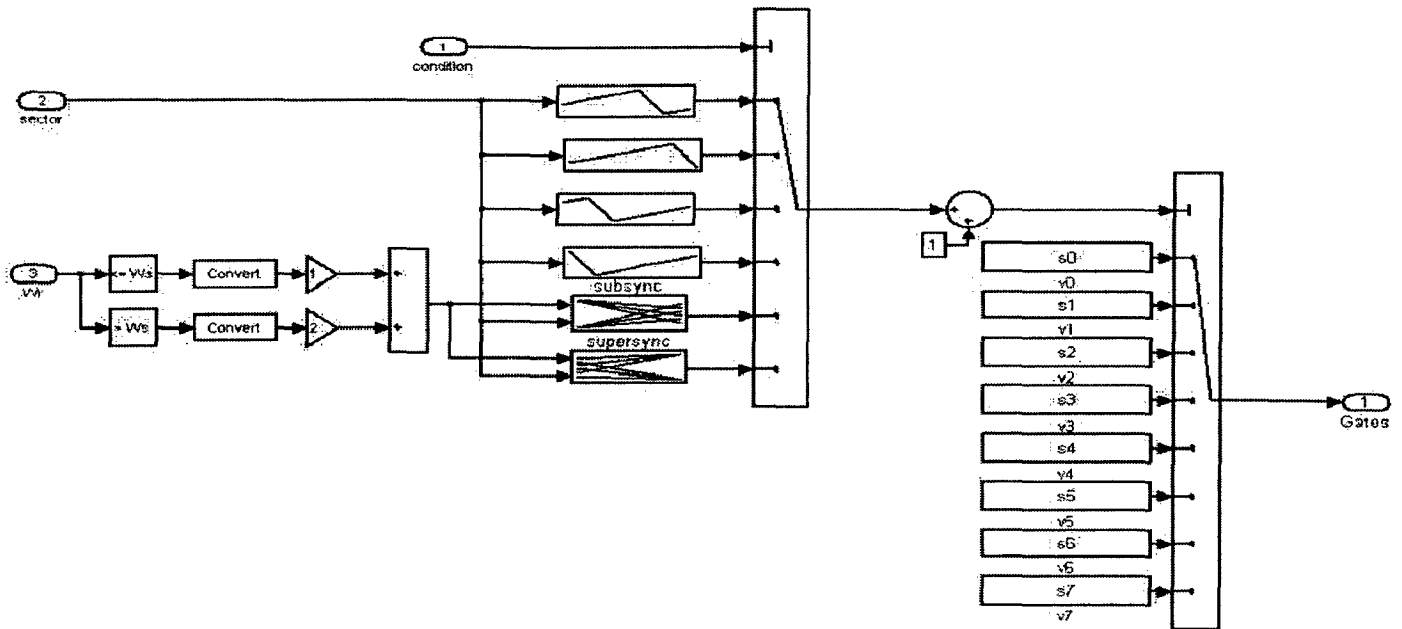 1
condition
2
sector
3
Wr
<= Ws
Convert
1
> Ws
Convert
2
subsync
supersync
1
s0
v0
s1
v1
s2
v2
s3
v3
s4
v4
s5
v5
s6
v6
s7
v7
1
Gates